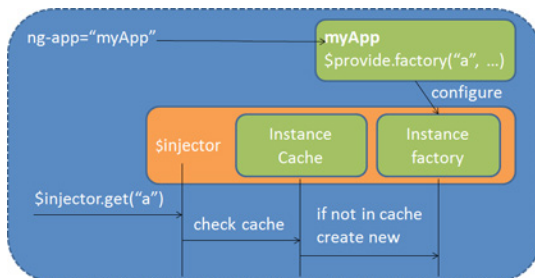 ng-app=“myApp”
myApp
$provide.factory(“a”, …)
configure
$injector
Instance
Cache
Instance
factory
$injector.get(“a”)
check cache
if not in cache
create new